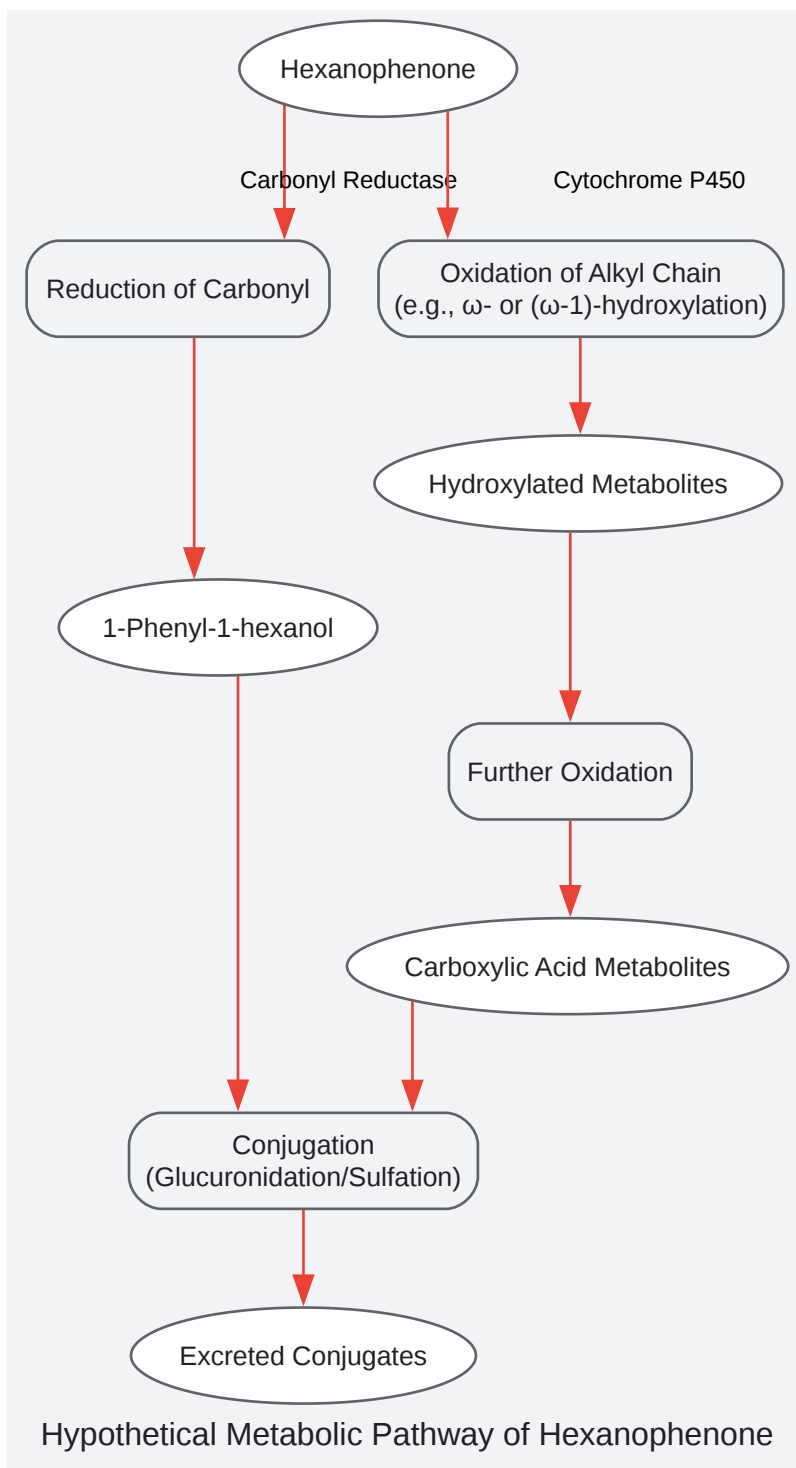 Hexanophenone
Carbonyl Reductase
Cytochrome P450
Reduction of Carbonyl
Oxidation of Alkyl Chain
(e.g., ω- or (ω-1)-hydroxylation)
Hydroxylated Metabolites
1-Phenyl-1-hexanol
Further Oxidation
Carboxylic Acid Metabolites
Conjugation
(Glucuronidation/Sulfation)
Excreted Conjugates
Hypothetical Metabolic Pathway of Hexanophenone